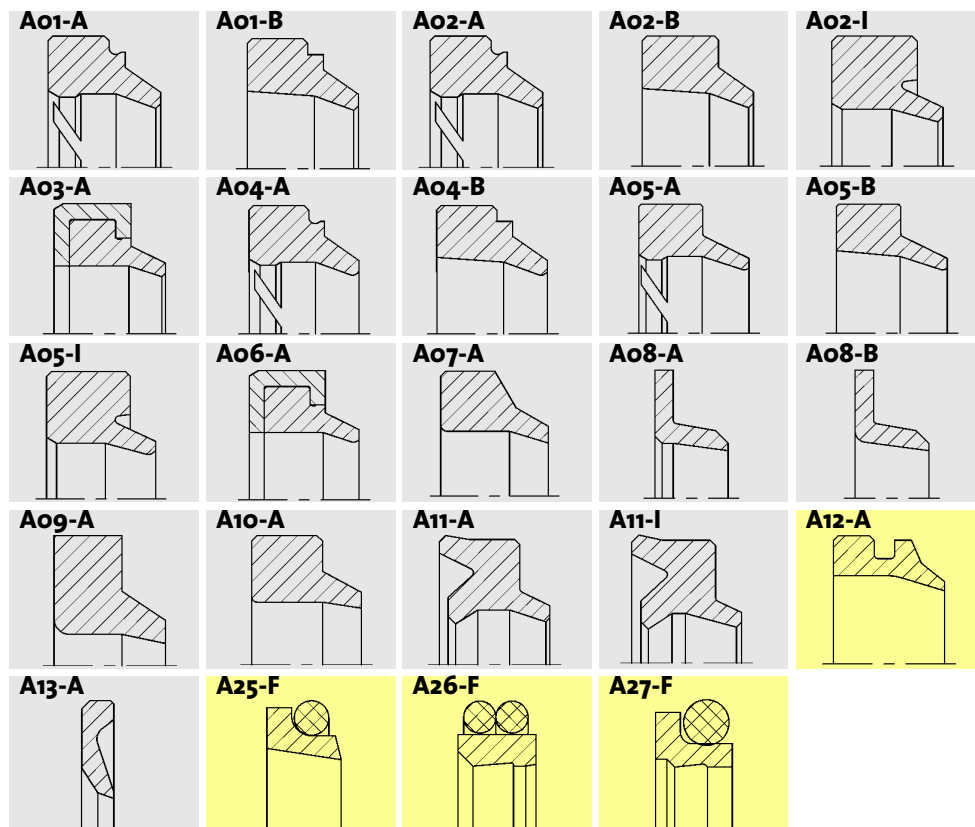 A01-A A01-B A02-A A02-B A02-I
A03-A A04-A A04-B A05-A A05-B
A05-I A06-A A07-A A08-A A08-B
A09-A A10-A A11-A A11-I A12-A
A13-A A25-F A26-F A27-F